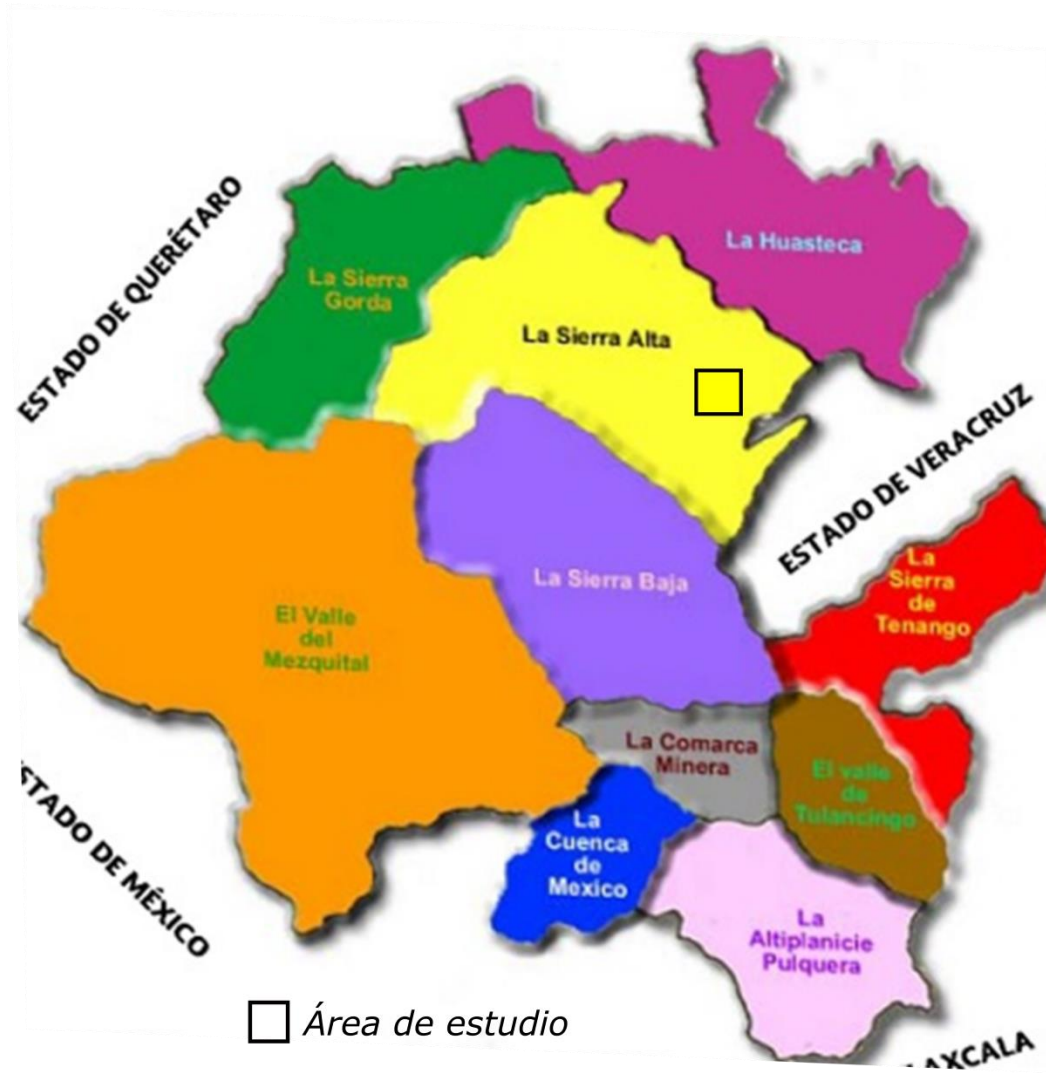 ESTADO DE QUERÉTARO
La Huasteca
La Sierra
Gorda
La Sierra Alta
ESTADO DE VERACRUZ
La
Sierra
de
Tenango
La Sierra Baja
El Valle
del
Mezquital
La Comarca
Minera
El valle
de
Tulancingo
La
Cuenca
de
Mexico
STADO DE MÉXICO
La
Altiplanicie
Pulquera
Área de estudio
LAXCALA